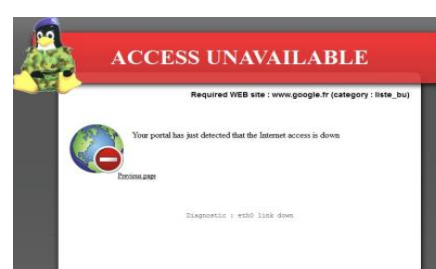 ACCESS UNAVAILABLE
Required WEB site : www.google.fr (category : liste_bu)
Your portal has just detected that the Internet access is down
Previous page
Diagnostic : eth0 link down